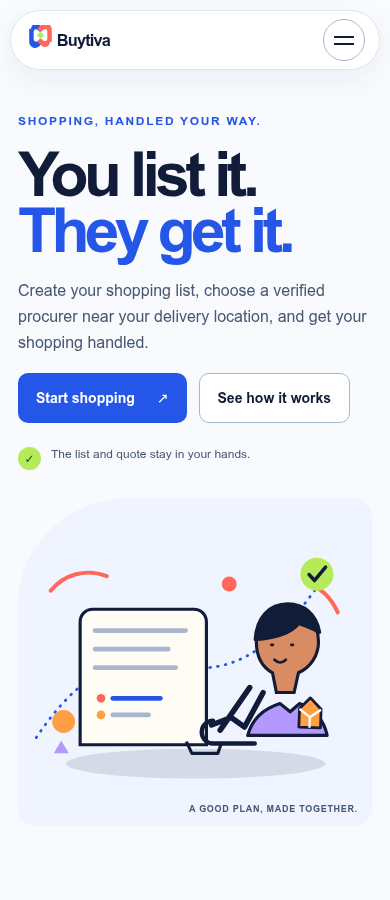 Buytiva
SHOPPING, HANDLED YOUR WAY.
You list it.
They get it.
Create your shopping list, choose a verified
procurer near your delivery location, and get your
shopping handled.
Start shopping ↗
See how it works
✓ The list and quote stay in your hands.
A GOOD PLAN, MADE TOGETHER.